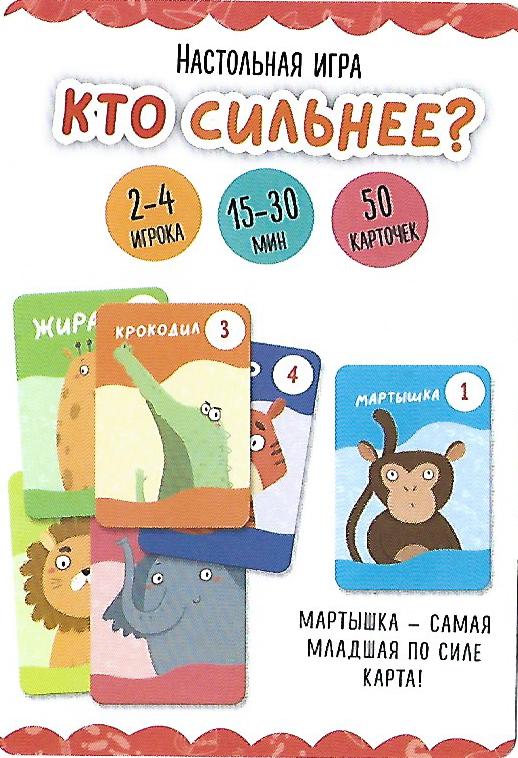 НАСТОЛЬНАЯ ИГРА
КТО СИЛЬНЕЕ?
2-4
ИГРОКА
15-30
МИН
50
КАРТОЧЕК
КРОКОДИЛ 3
4
МАРТЫШКА 1
МАРТЫШКА – САМАЯ
МЛАДШАЯ ПО СИЛЕ
КАРТА!